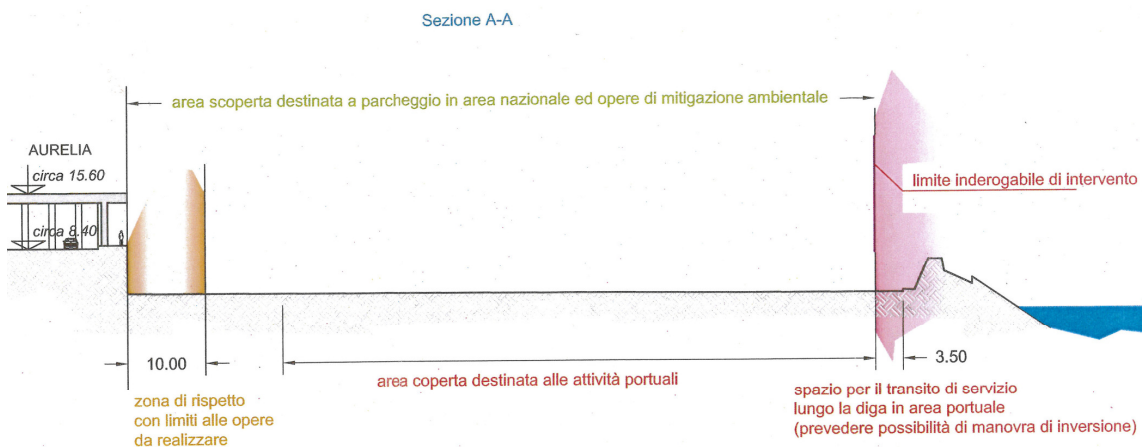 Sezione A-A
area scoperta destinata a parcheggio in area nazionale ed opere di mitigazione ambientale
AURELIA
circa 15.60
limite inderogabile di intervento
circa 8.40
10.00
3.50
area coperta destinata alle attività portuali
zona di rispetto
con limiti alle opere
da realizzare
spazio per il transito di servizio
lungo la diga in area portuale
(prevedere possibilità di manovra di inversione)